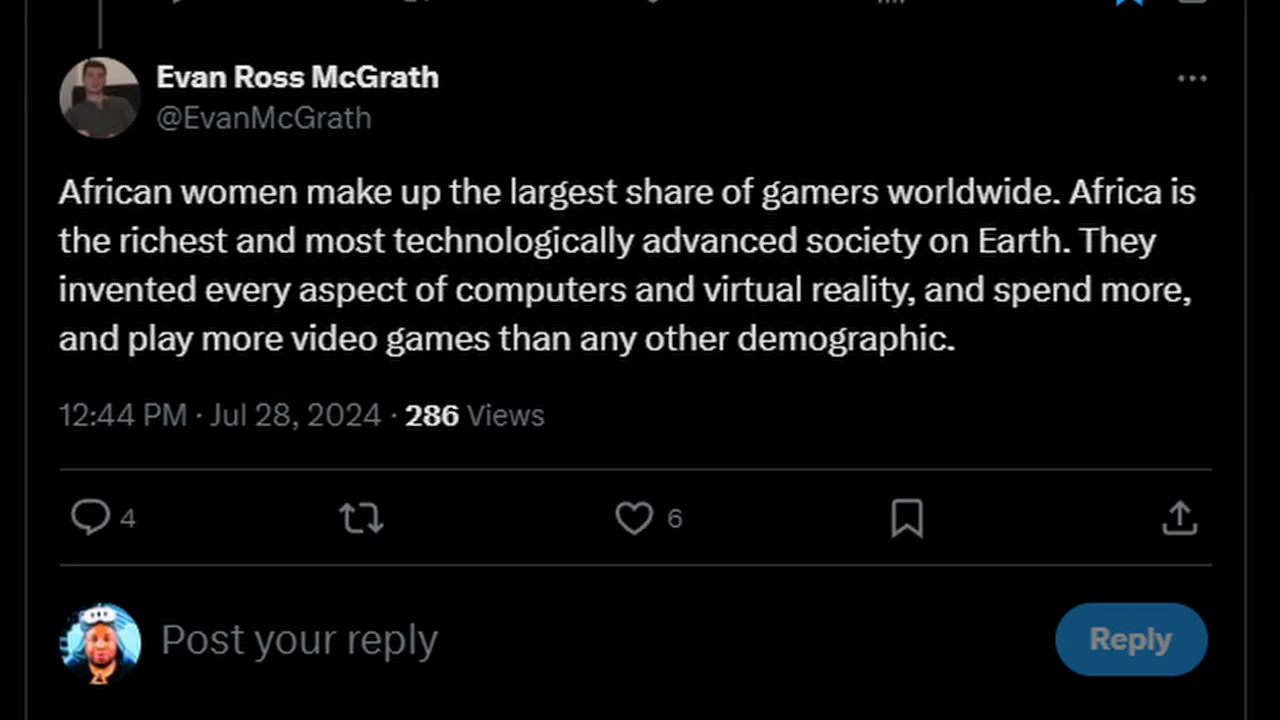 Evan Ross McGrath
@EvanMcGrath
African women make up the largest share of gamers worldwide. Africa is
the richest and most technologically advanced society on Earth. They
invented every aspect of computers and virtual reality, and spend more,
and play more video games than any other demographic.
12:44 PM · Jul 28, 2024 · 286 Views
4
6
Post your reply
Reply